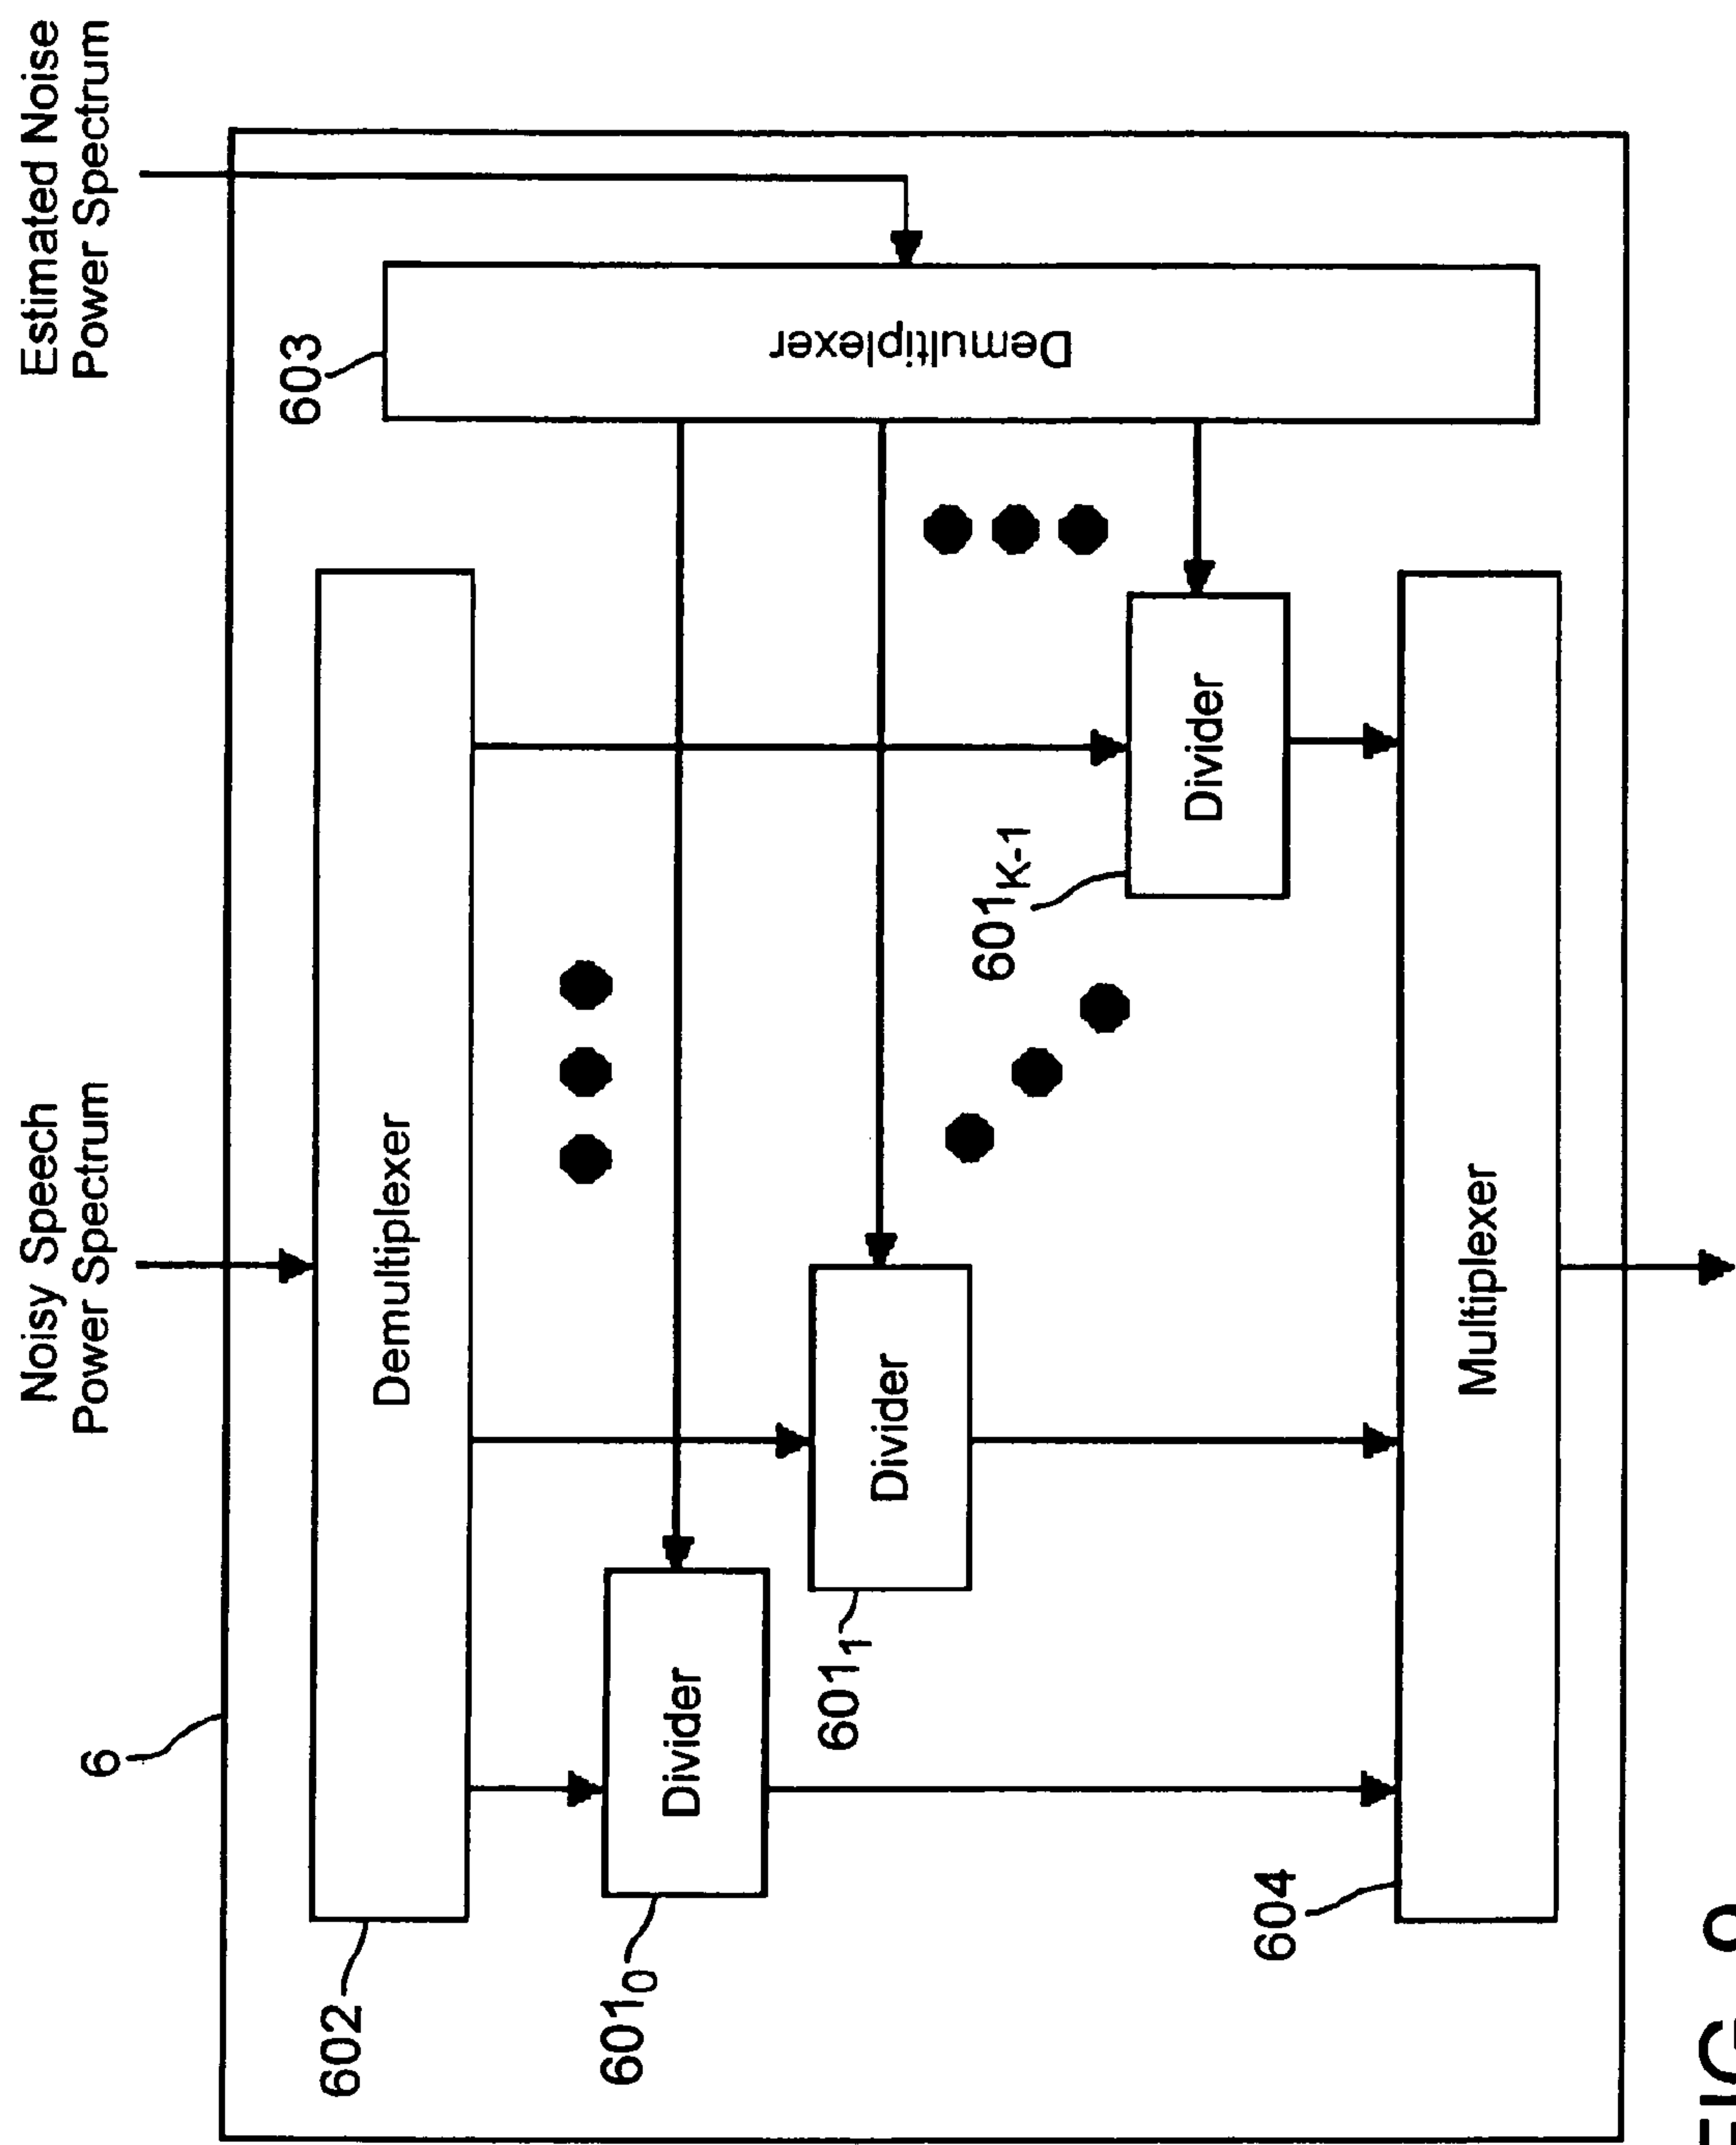 Noisy Speech
Power Spectrum
Estimated Noise
Power Spectrum
6
602
Demultiplexer
603
Demultiplexer
601₀
Divider
601₁
Divider
601K-1
Divider
604
Multiplexer
FIG.